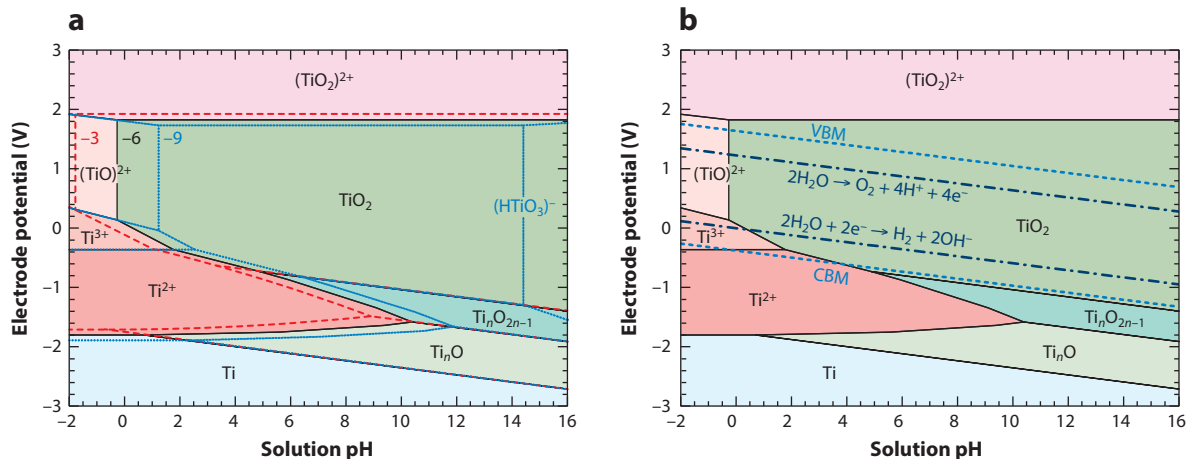 a
3
2
1
0
–1
–2
–3
–2
0
2
4
6
8
10
12
14
16
Electrode potential (V)
Solution pH
(TiO₂)²⁺
–3
–6
–9
(TiO)²⁺
TiO₂
(HTiO₃)⁻
Ti³⁺
Ti²⁺
TiₙO₂ₙ₋₁
TiₙO
Ti
b
3
2
1
0
–1
–2
–3
–2
0
2
4
6
8
10
12
14
16
Electrode potential (V)
Solution pH
(TiO₂)²⁺
VBM
(TiO)²⁺
2H₂O → O₂ + 4H⁺ + 4e⁻
TiO₂
Ti³⁺
2H₂O + 2e⁻ → H₂ + 2OH⁻
CBM
Ti²⁺
TiₙO₂ₙ₋₁
TiₙO
Ti